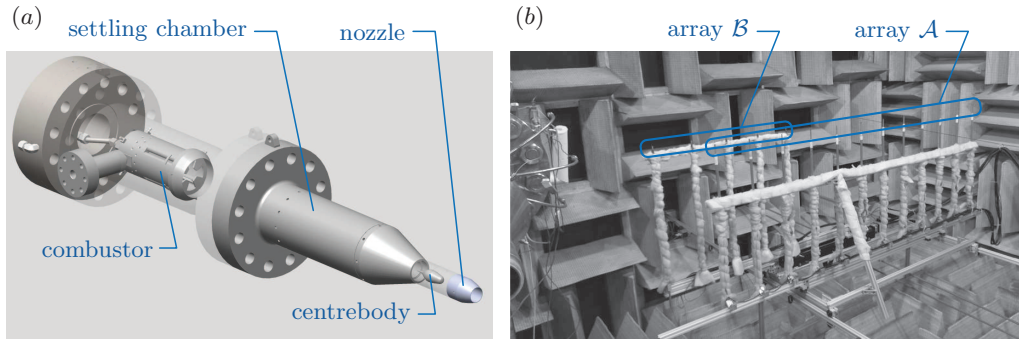 (a)
settling chamber
nozzle
combustor
centrebody
(b)
array B
array A